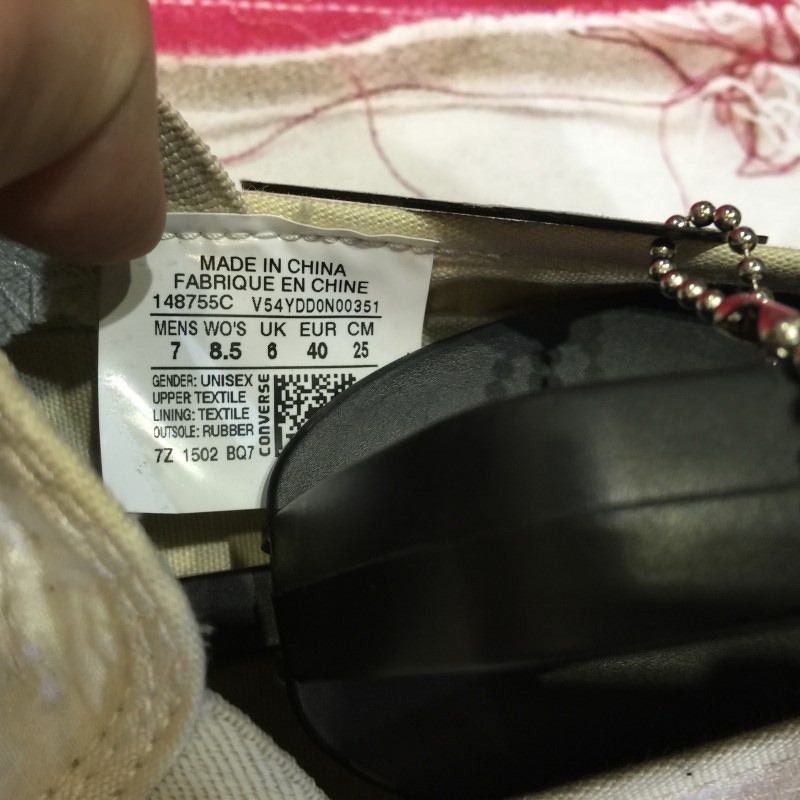 MADE IN CHINA
FABRIQUE EN CHINE
148755C V54YDD0N00351
MENS WO'S UK EUR CM
7 8.5 6 40 25
GENDER: UNISEX
UPPER: TEXTILE
LINING: TEXTILE
OUTSOLE: RUBBER
7Z 1502 BQ7
CONVERSE